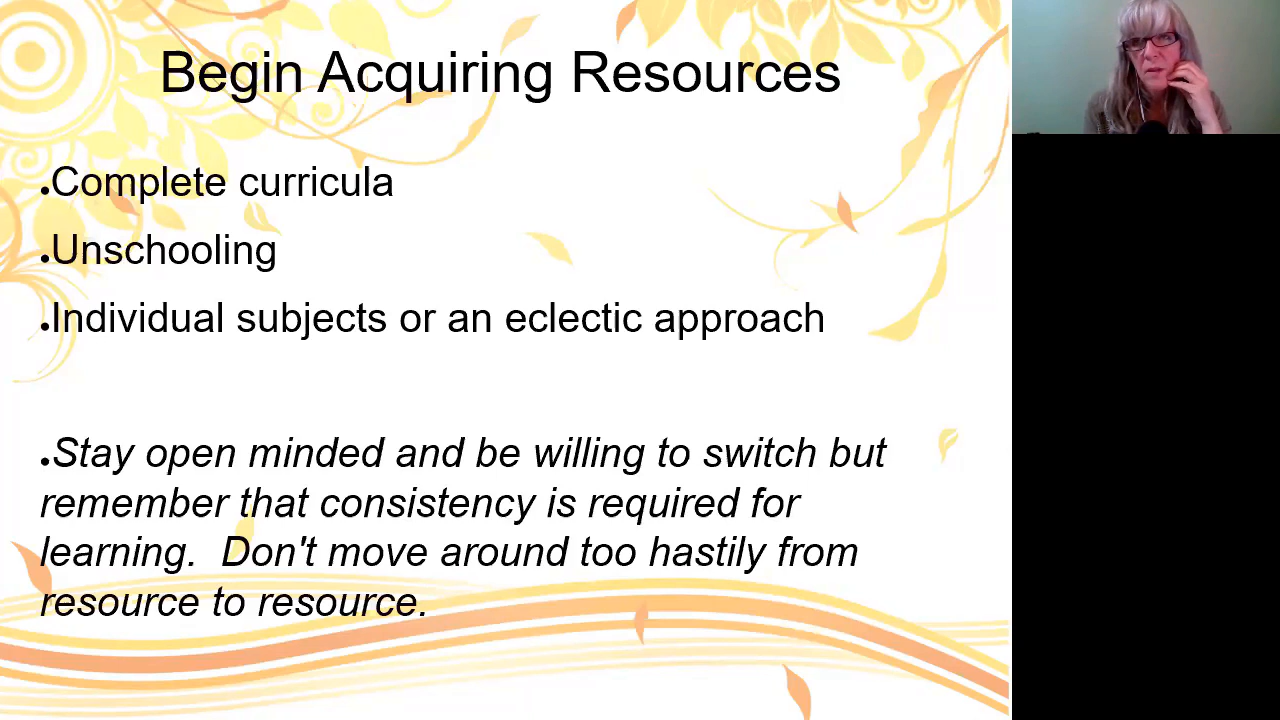 Begin Acquiring Resources
•Complete curricula
•Unschooling
•Individual subjects or an eclectic approach
•Stay open minded and be willing to switch but
remember that consistency is required for
learning.  Don't move around too hastily from
resource to resource.